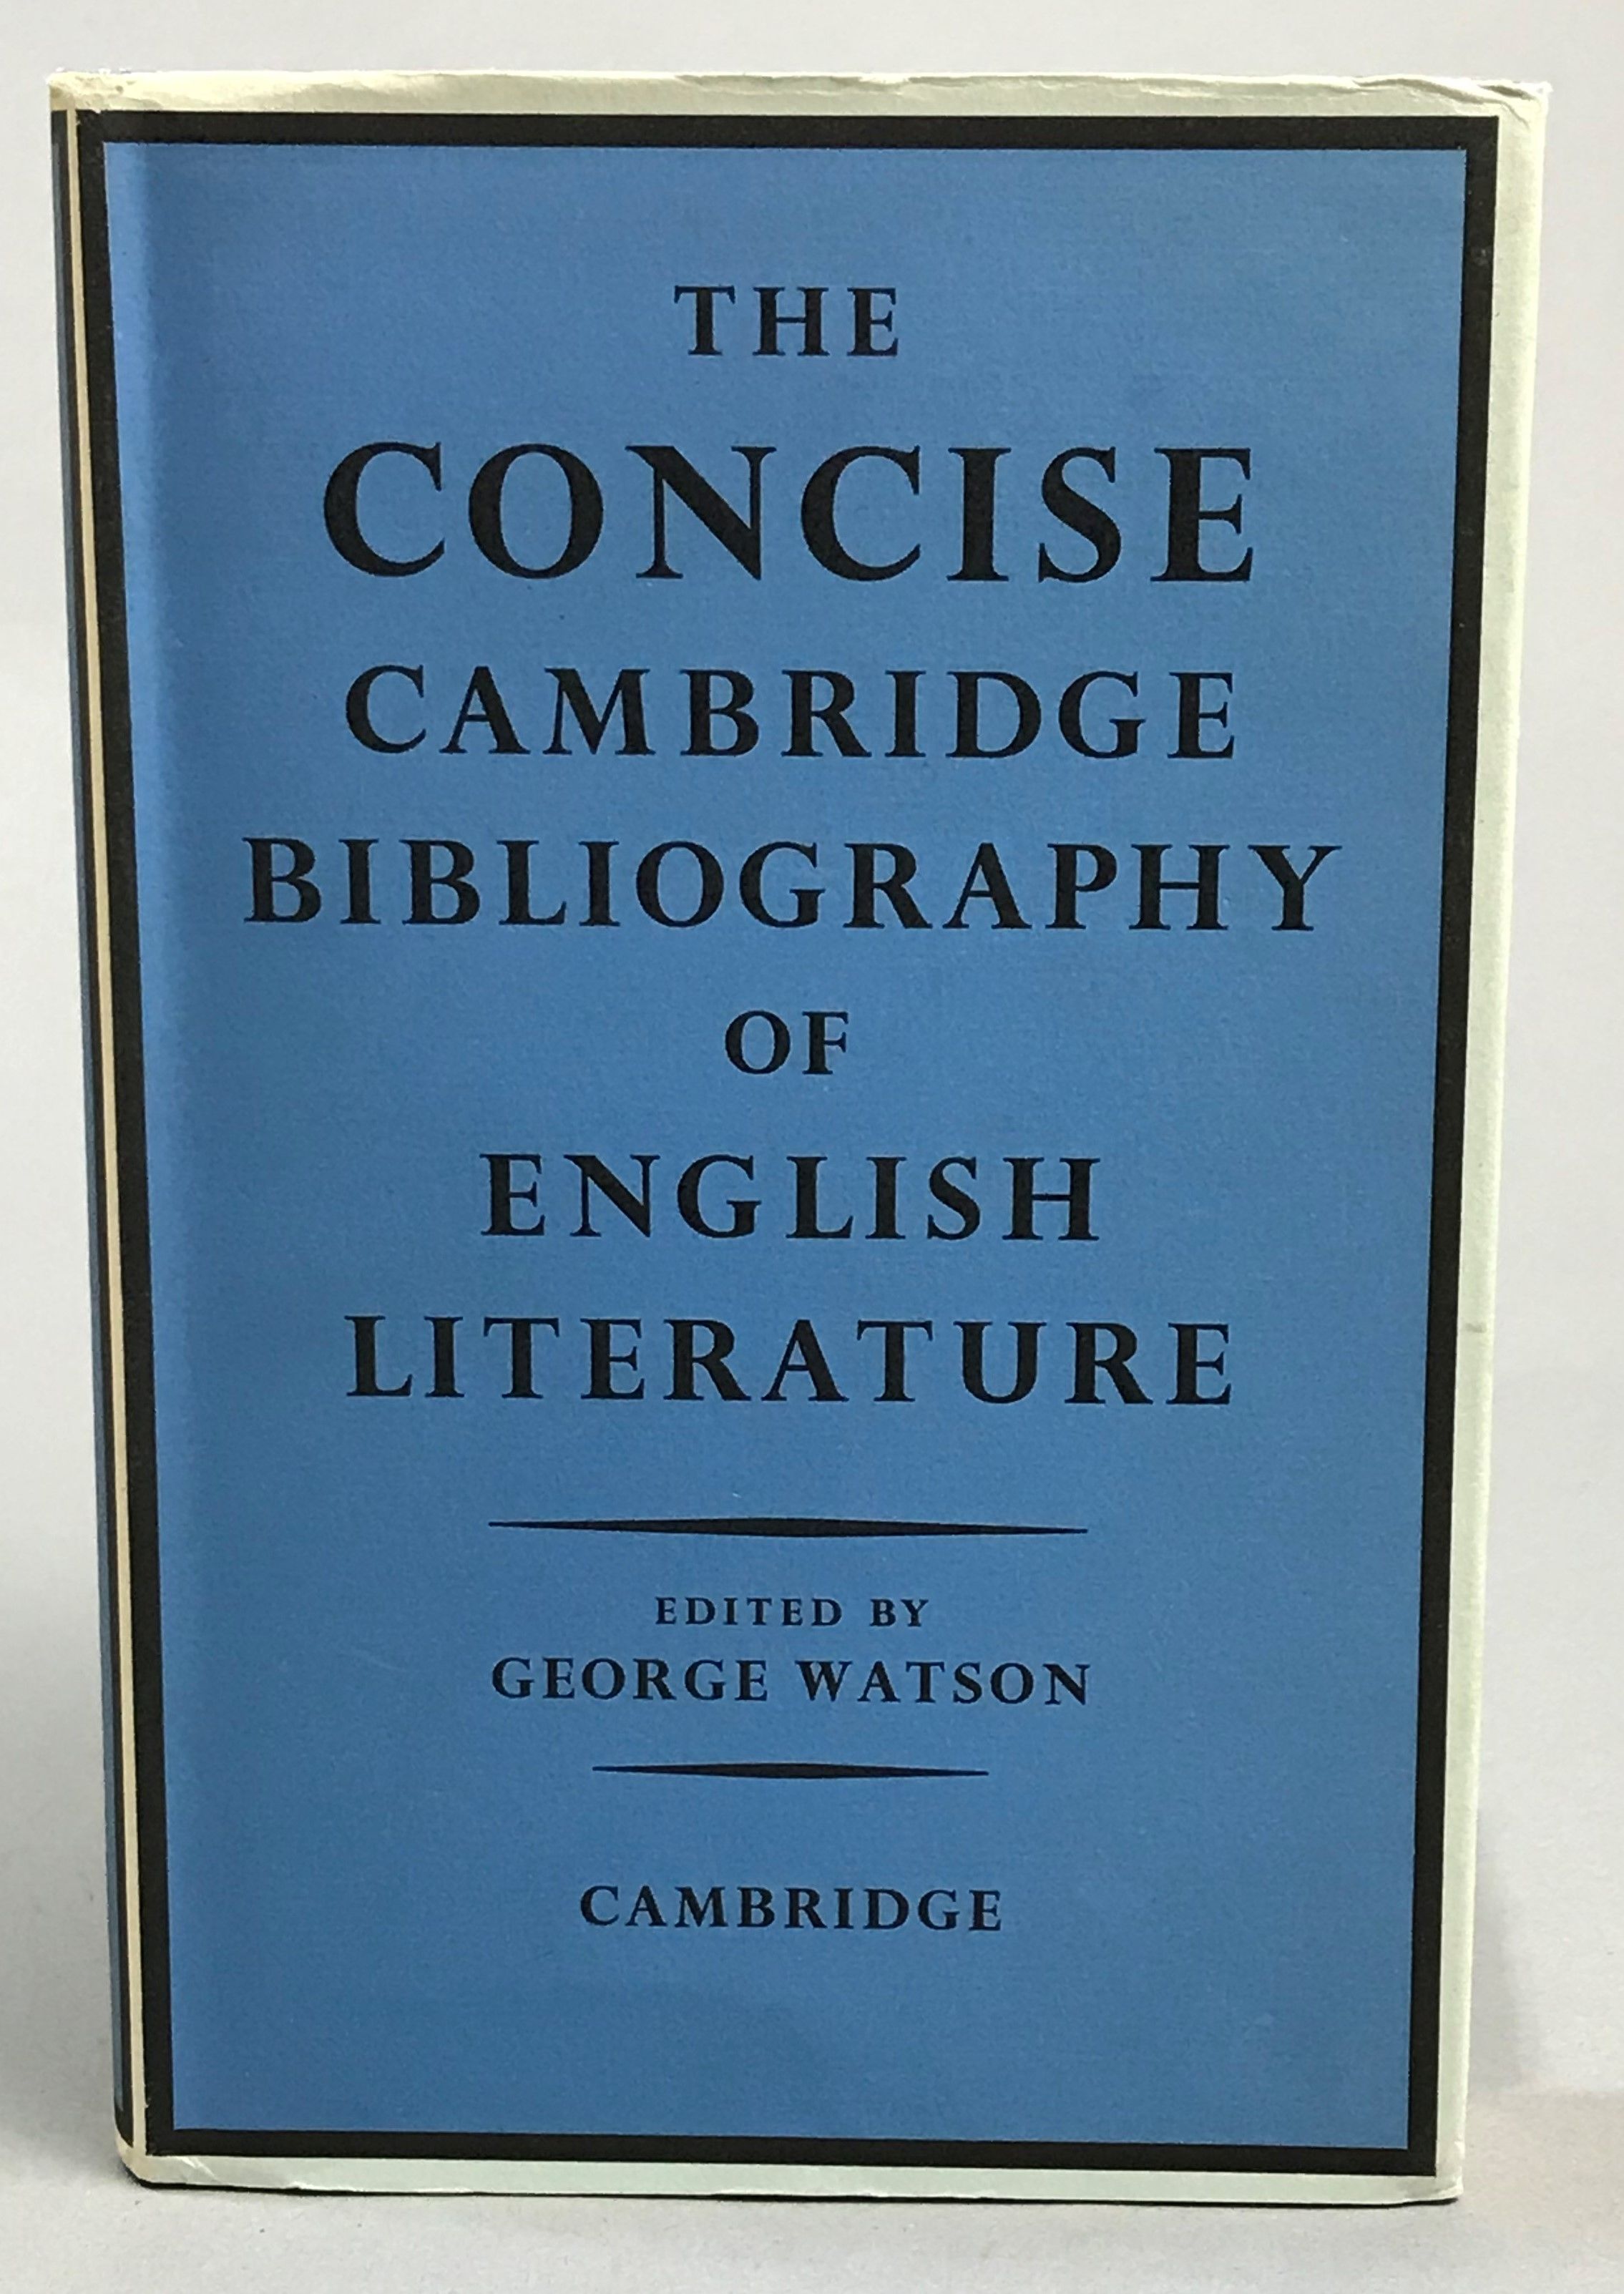 THE
CONCISE
CAMBRIDGE
BIBLIOGRAPHY
OF
ENGLISH
LITERATURE
EDITED BY
GEORGE WATSON
CAMBRIDGE